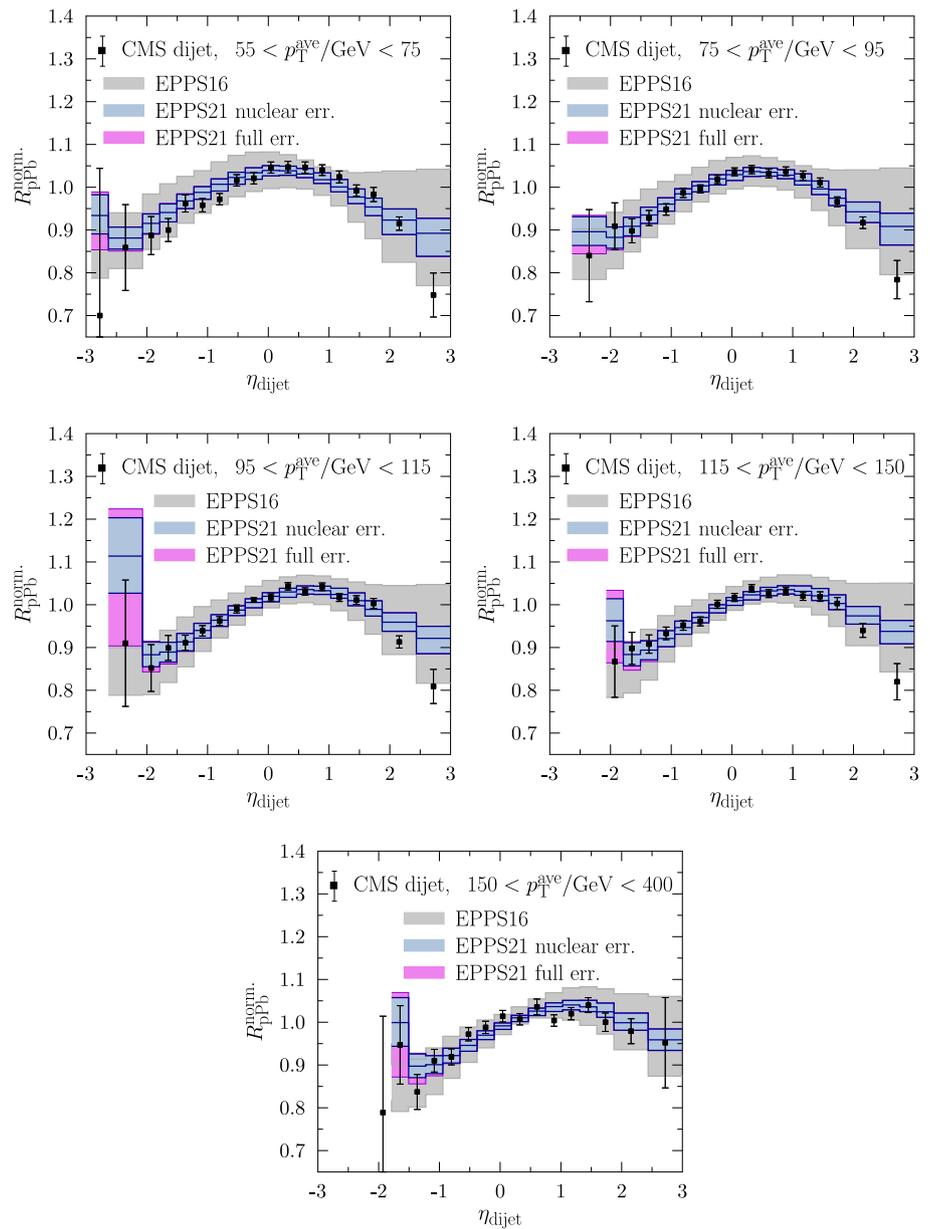 1.4
1.3
1.2
1.1
1.0
0.9
0.8
0.7
R_pPb^norm.
CMS dijet, 55 < p_T^ave/GeV < 75
EPPS16
EPPS21 nuclear err.
EPPS21 full err.
-3 -2 -1 0 1 2 3
η_dijet
1.4
1.3
1.2
1.1
1.0
0.9
0.8
0.7
R_pPb^norm.
CMS dijet, 75 < p_T^ave/GeV < 95
EPPS16
EPPS21 nuclear err.
EPPS21 full err.
-3 -2 -1 0 1 2 3
η_dijet
1.4
1.3
1.2
1.1
1.0
0.9
0.8
0.7
R_pPb^norm.
CMS dijet, 95 < p_T^ave/GeV < 115
EPPS16
EPPS21 nuclear err.
EPPS21 full err.
-3 -2 -1 0 1 2 3
η_dijet
1.4
1.3
1.2
1.1
1.0
0.9
0.8
0.7
R_pPb^norm.
CMS dijet, 115 < p_T^ave/GeV < 150
EPPS16
EPPS21 nuclear err.
EPPS21 full err.
-3 -2 -1 0 1 2 3
η_dijet
1.4
1.3
1.2
1.1
1.0
0.9
0.8
0.7
R_pPb^norm.
CMS dijet, 150 < p_T^ave/GeV < 400
EPPS16
EPPS21 nuclear err.
EPPS21 full err.
-3 -2 -1 0 1 2 3
η_dijet